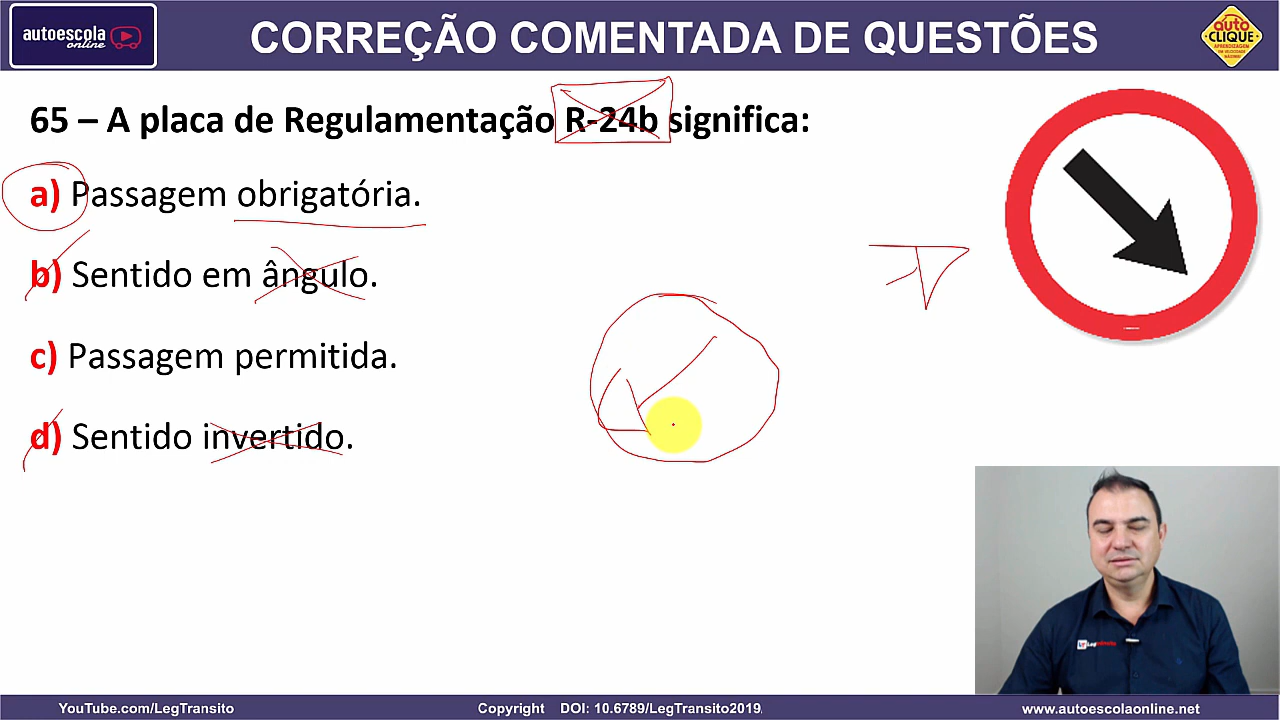 autoescola
online
CORREÇÃO COMENTADA DE QUESTÕES
auto
CLIQUE
APRENDIZAGEM
65 – A placa de Regulamentação R-24b significa:
a) Passagem obrigatória.
b) Sentido em ângulo.
c) Passagem permitida.
d) Sentido invertido.
YouTube.com/LegTransito
Copyright DOI: 10.6789/LegTransito2019
www.autoescolaonline.net